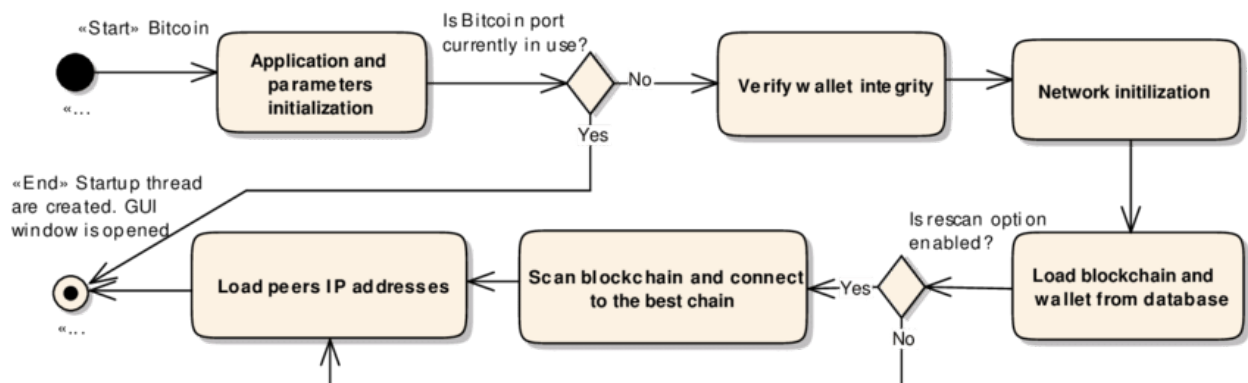 «Start» Bitcoin
Is Bitcoin port
currently in use?
Application and
parameters
initialization
No
Verify wallet integrity
Network initilization
«...
Yes
«End» Startup thread
are created. GUI
window is opened
Is rescan option
enabled?
Load peers IP addresses
Scan blockchain and connect
to the best chain
Yes
Load blockchain and
wallet from database
«...
No